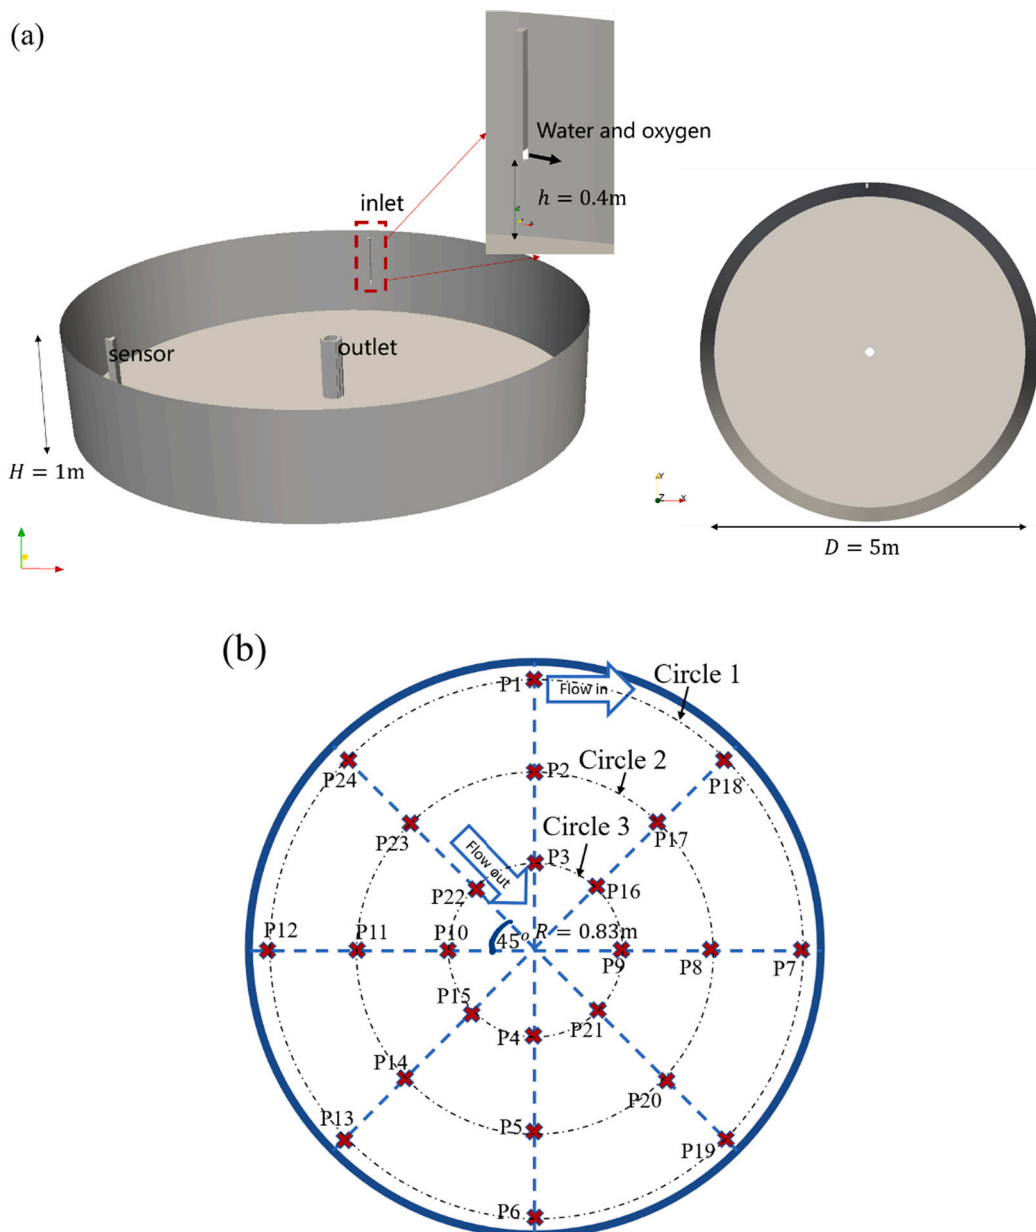 (a)
Water and oxygen
h = 0.4m
inlet
sensor
outlet
H = 1m
Y
Z
X
D = 5m
(b)
Circle 1
P1
Flow in
P24
Circle 2
P18
P2
P23
Circle 3
P17
Flow out
P3
P22
P16
P12
P11
P10
45° R = 0.83m
P9
P8
P7
P15
P4
P21
P14
P20
P13
P5
P19
P6